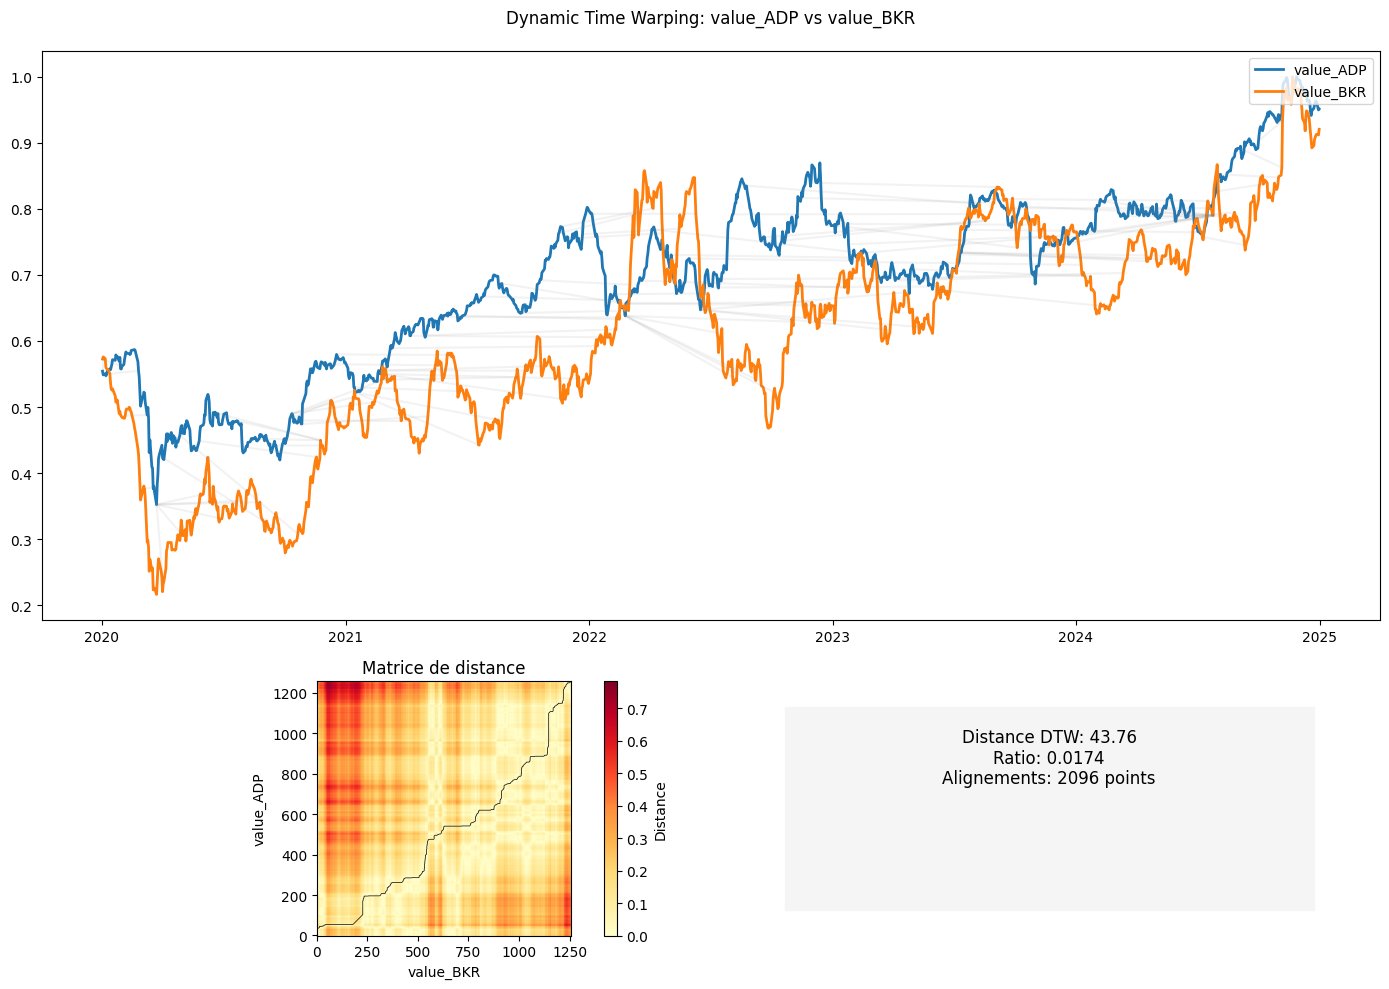 Dynamic Time Warping: value_ADP vs value_BKR
value_ADP
value_BKR
1.0
0.9
0.8
0.7
0.6
0.5
0.4
0.3
0.2
2020 2021 2022 2023 2024 2025
Matrice de distance
value_ADP
1200
1000
800
600
400
200
0
0 250 500 750 1000 1250
value_BKR
0.7
0.6
0.5
0.4
0.3
0.2
0.1
0.0
Distance
Distance DTW: 43.76
Ratio: 0.0174
Alignements: 2096 points